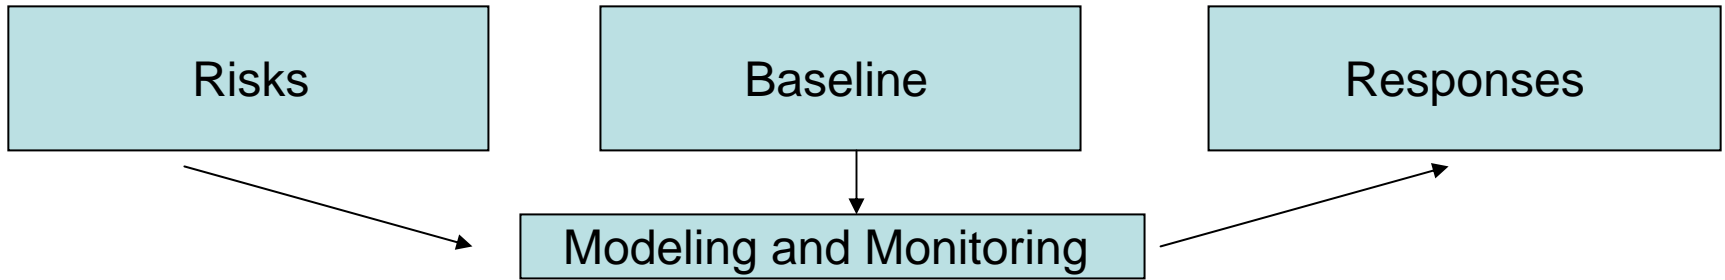 Risks
Baseline
Responses
Modeling and Monitoring